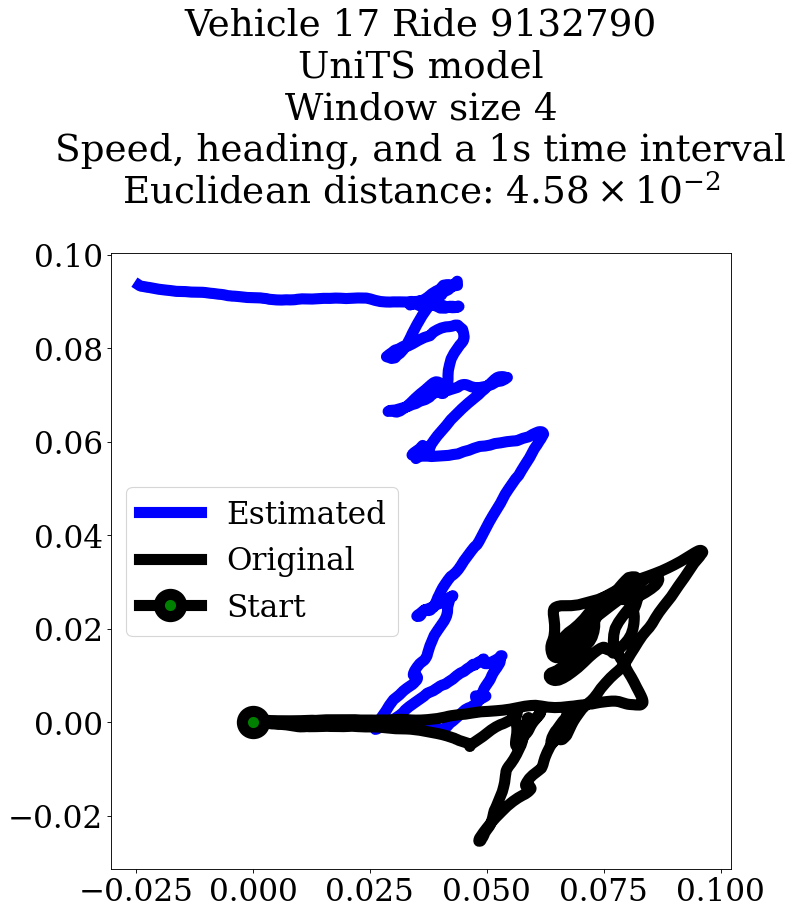 Vehicle 17 Ride 9132790
UniTS model
Window size 4
Speed, heading, and a 1s time interval
Euclidean distance: 4.58 × 10⁻²
0.10
0.08
0.06
0.04
0.02
0.00
−0.02
Estimated
Original
Start
−0.025 0.000 0.025 0.050 0.075 0.100